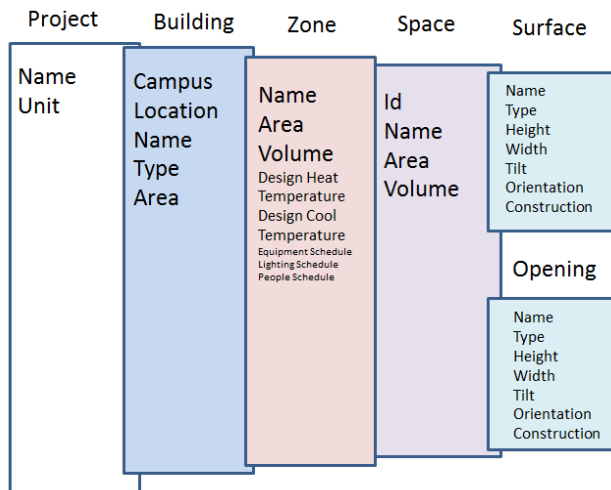 Project
Name
Unit
Building
Campus
Location
Name
Type
Area
Zone
Name
Area
Volume
Design Heat
Temperature
Design Cool
Temperature
Equipment Schedule
Lighting Schedule
People Schedule
Space
Id
Name
Area
Volume
Surface
Name
Type
Height
Width
Tilt
Orientation
Construction
Opening
Name
Type
Height
Width
Tilt
Orientation
Construction